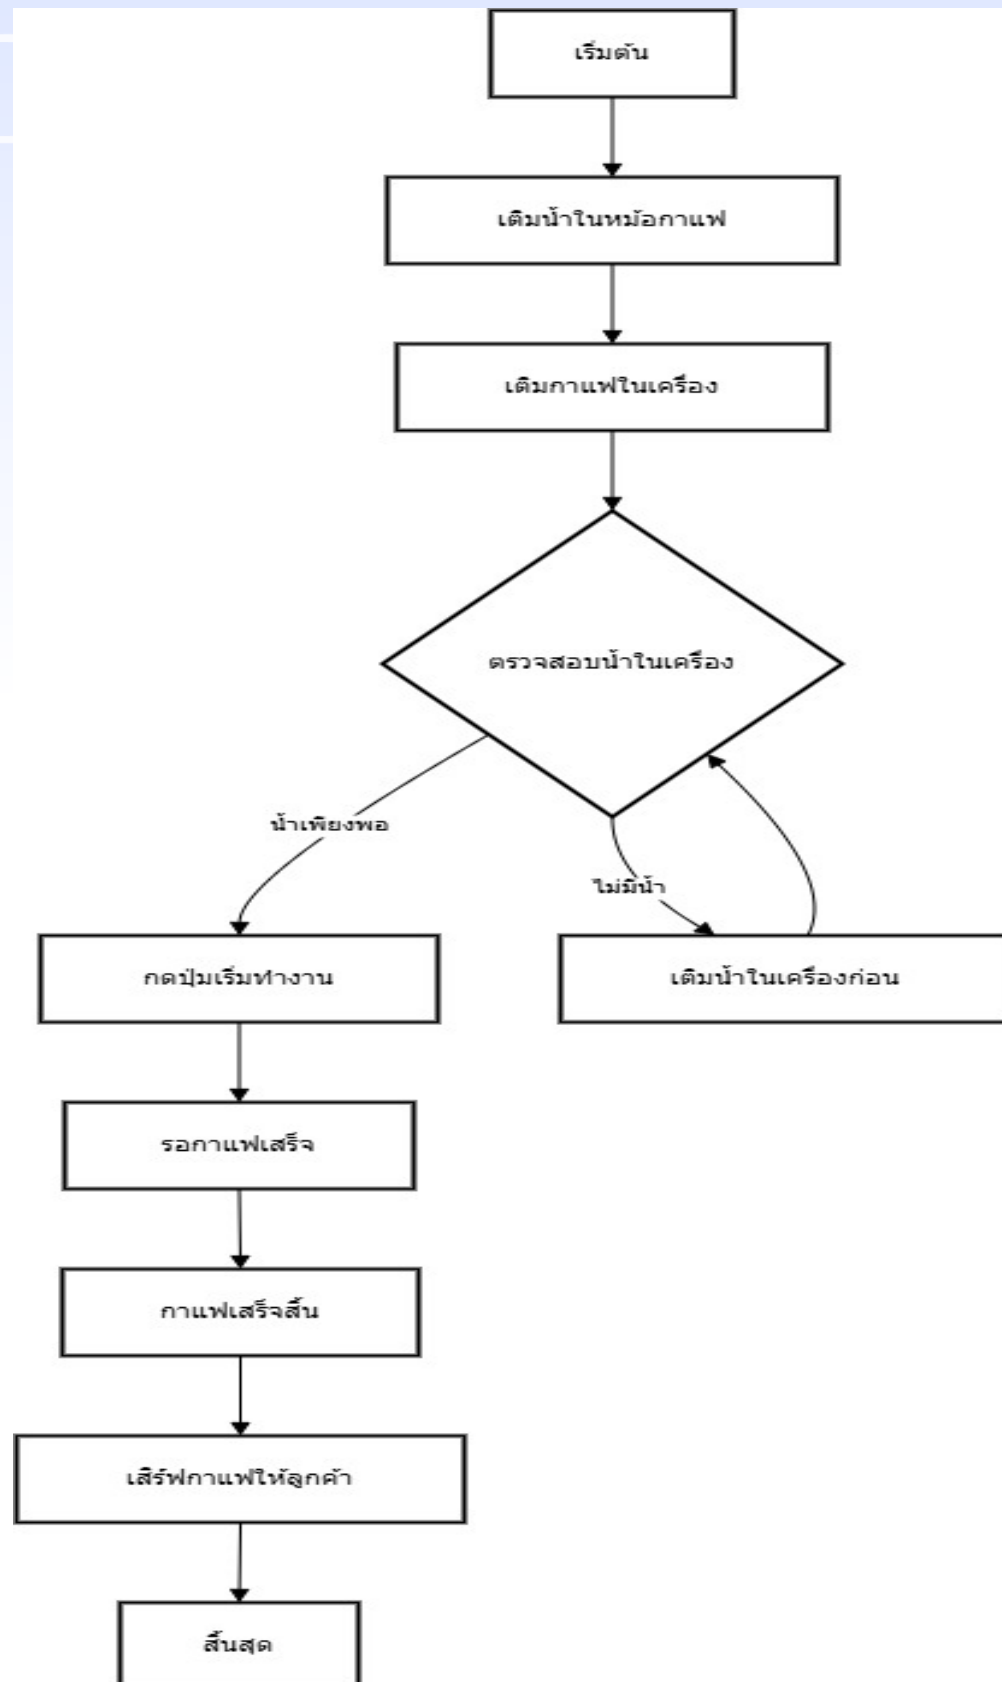 เริ่มต้น
เติมน้ำในหม้อกาแฟ
เติมกาแฟในเครื่อง
ตรวจสอบน้ำในเครื่อง
น้ำเพียงพอ
ไม่มีน้ำ
กดปุ่มเริ่มทำงาน
เติมน้ำในเครื่องก่อน
รอกาแฟเสร็จ
กาแฟเสร็จสิ้น
เสิร์ฟกาแฟให้ลูกค้า
สิ้นสุด